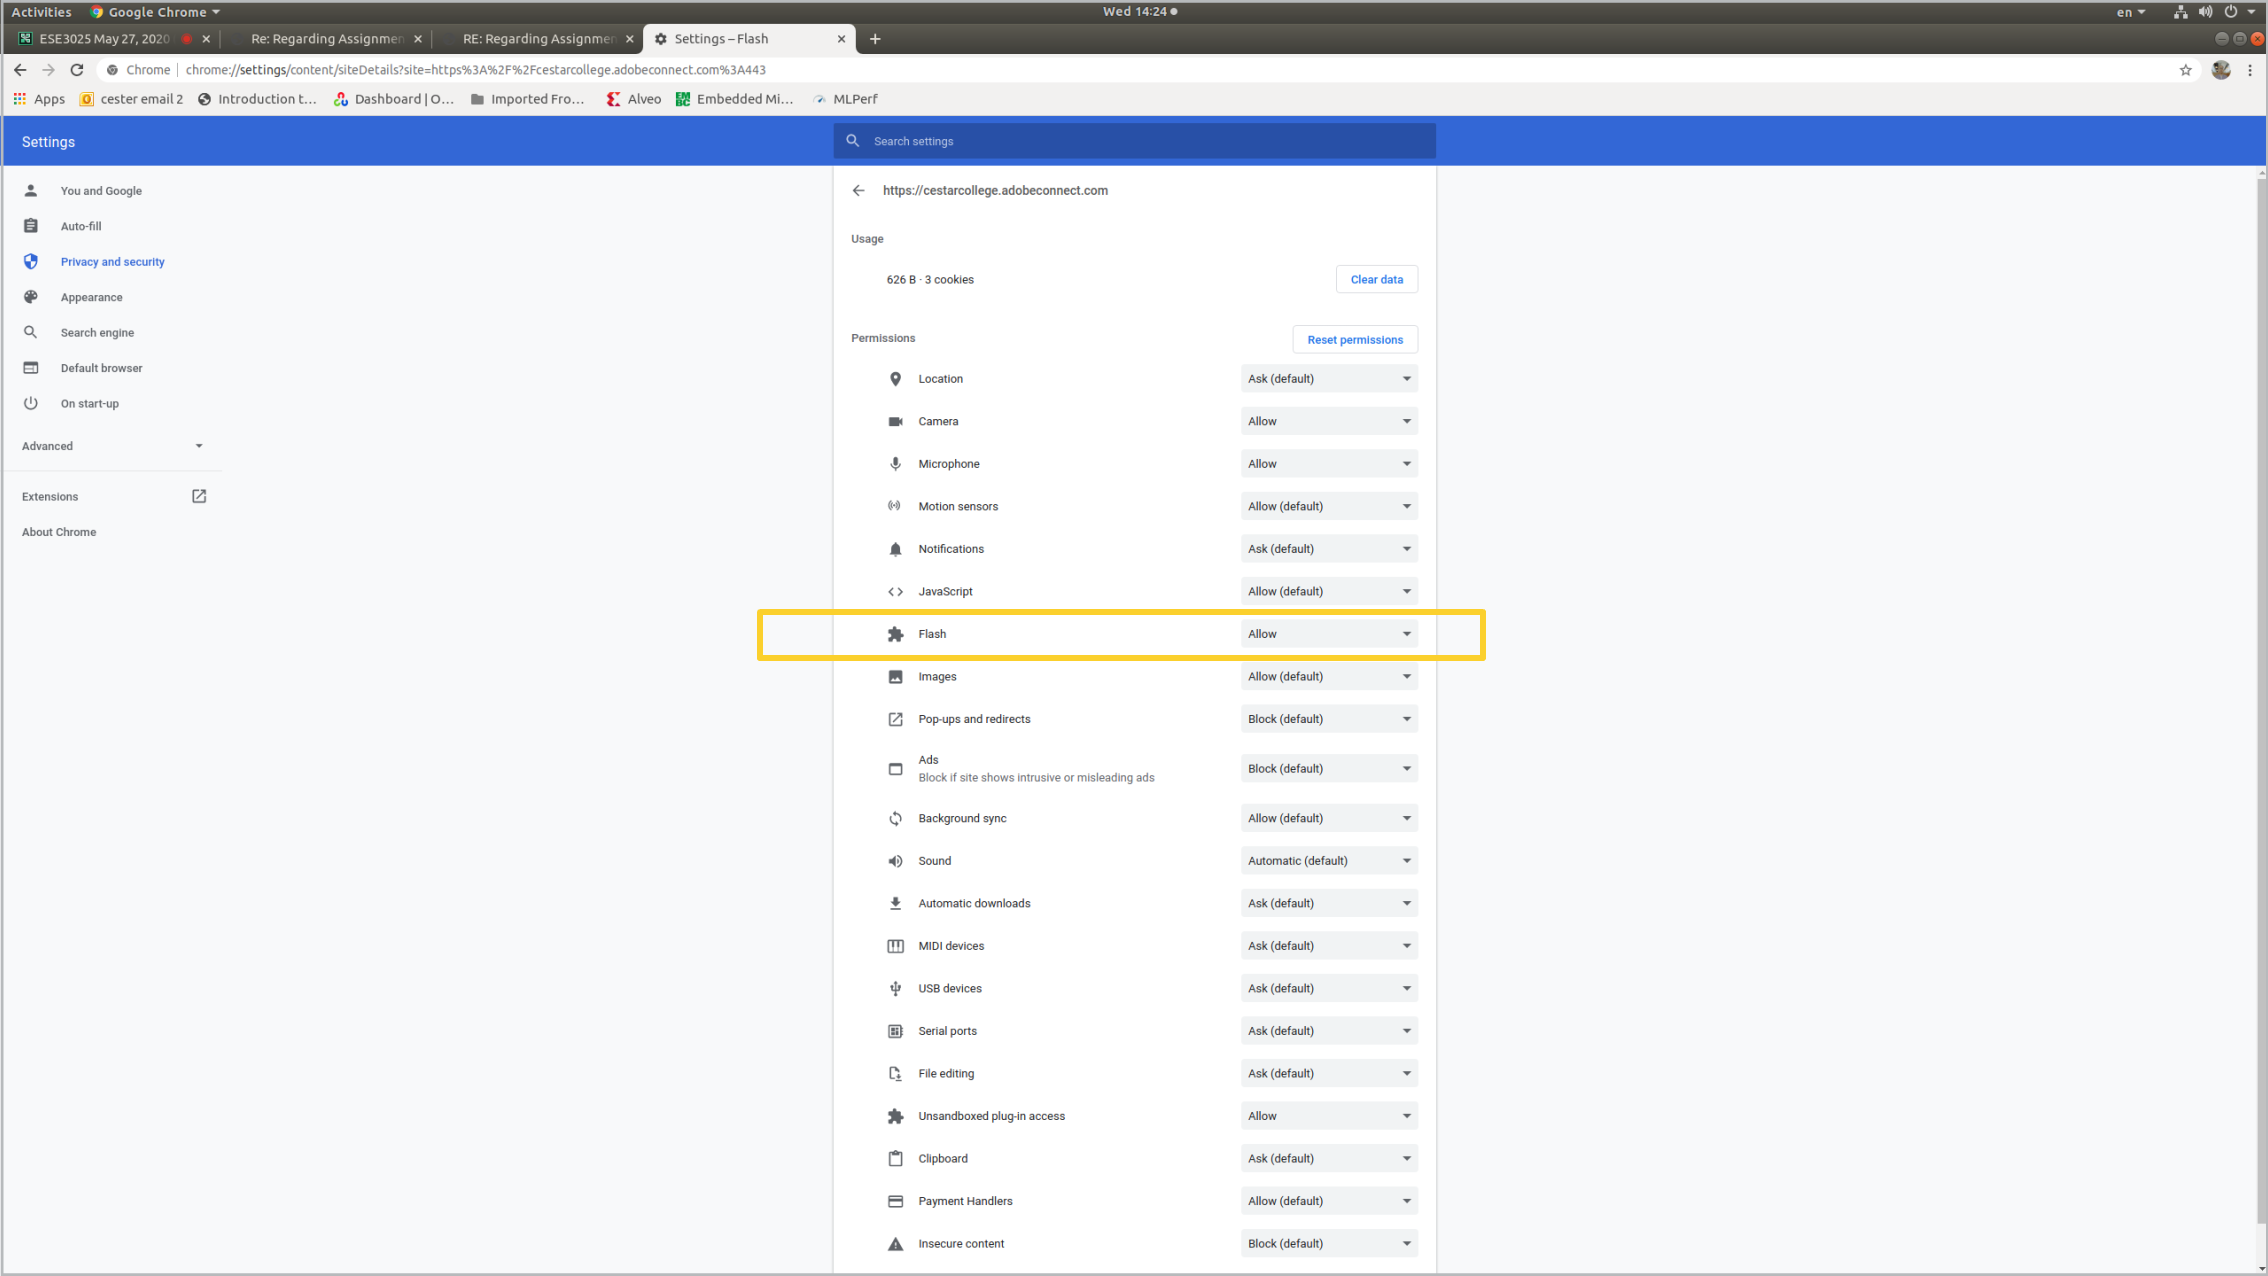 Activities Google Chrome Wed 14:24 en
ESE3025 May 27, 2020 Re: Regarding Assignmen RE: Regarding Assignmen Settings – Flash
Chrome chrome://settings/content/siteDetails?site=https%3A%2F%2Fcestarcollege.adobeconnect.com%3A443
Apps cester email 2 Introduction t... Dashboard | O... Imported Fro... Alveo Embedded Mi... MLPerf
Settings Search settings
You and Google
Auto-fill
Privacy and security
Appearance
Search engine
Default browser
On start-up
Advanced
Extensions
About Chrome
https://cestarcollege.adobeconnect.com
Usage
626 B · 3 cookies Clear data
Permissions Reset permissions
Location Ask (default)
Camera Allow
Microphone Allow
Motion sensors Allow (default)
Notifications Ask (default)
JavaScript Allow (default)
Flash Allow
Images Allow (default)
Pop-ups and redirects Block (default)
Ads
Block if site shows intrusive or misleading ads Block (default)
Background sync Allow (default)
Sound Automatic (default)
Automatic downloads Ask (default)
MIDI devices Ask (default)
USB devices Ask (default)
Serial ports Ask (default)
File editing Ask (default)
Unsandboxed plug-in access Allow
Clipboard Ask (default)
Payment Handlers Allow (default)
Insecure content Block (default)